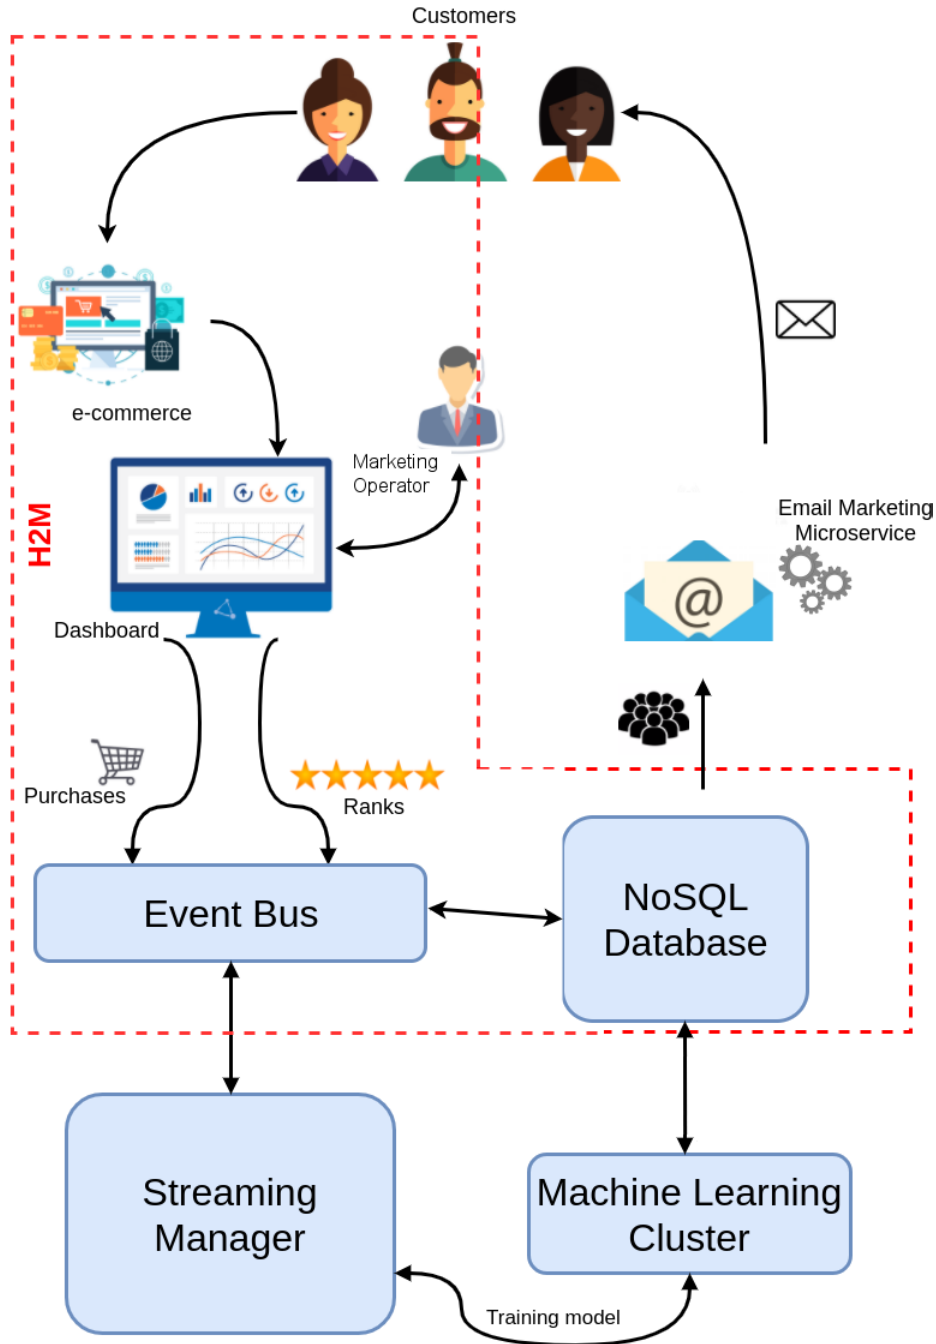 Customers
e-commerce
Marketing
Operator
H2M
Email Marketing
Microservice
@
Dashboard
Purchases
Ranks
Event Bus
NoSQL
Database
Streaming
Manager
Machine Learning
Cluster
Training model